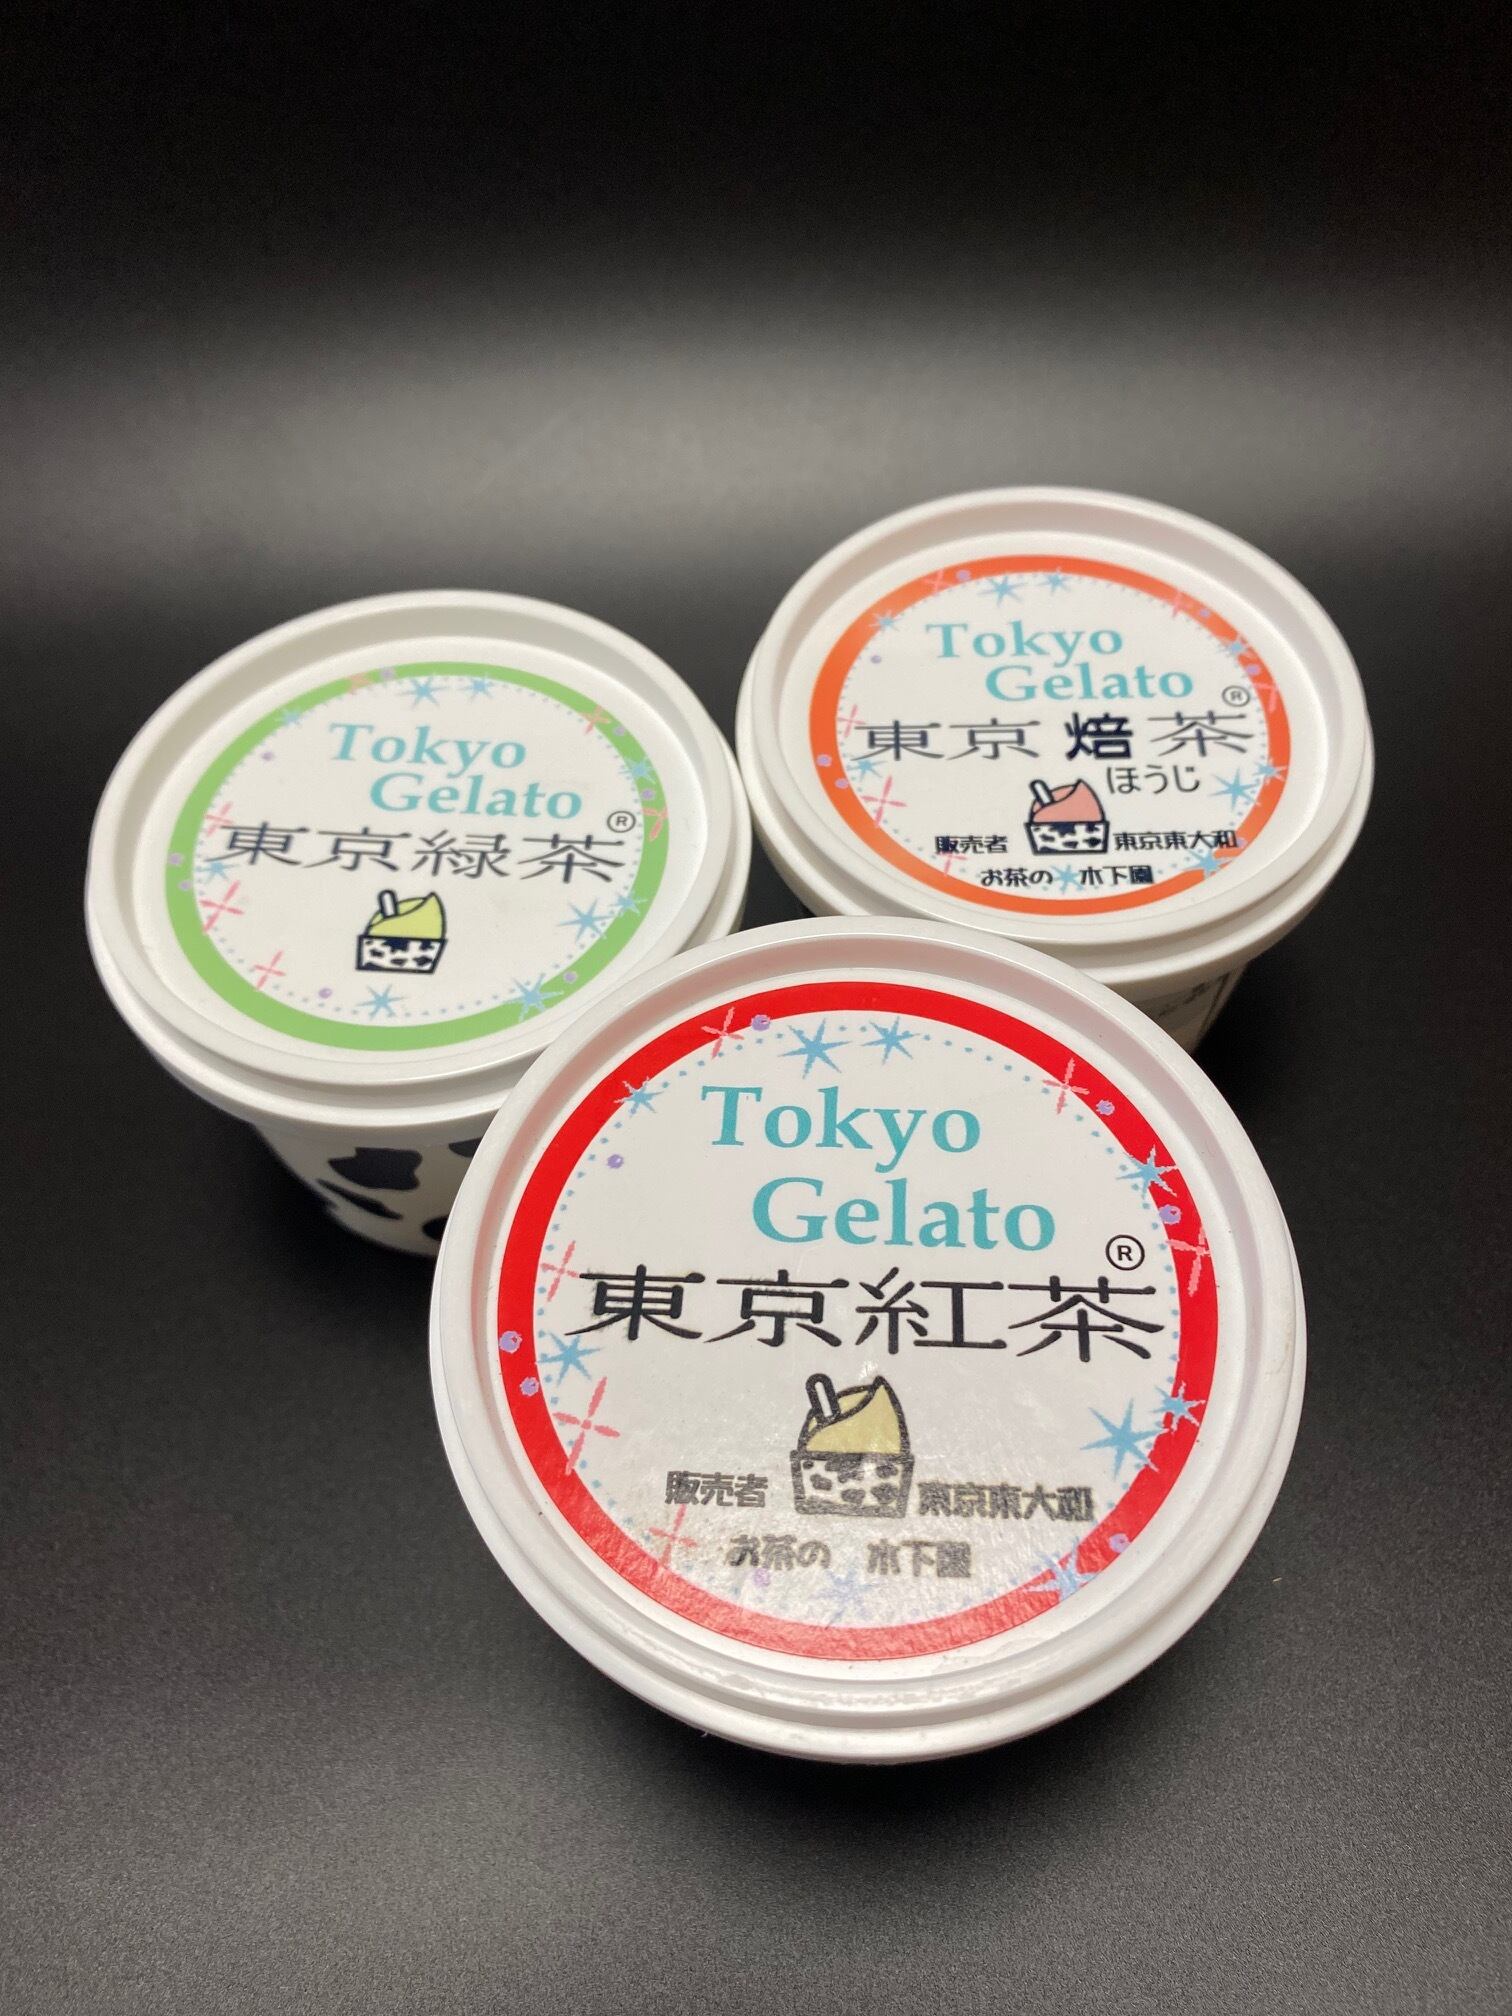 Tokyo
Gelato
東京緑茶®
Tokyo
Gelato
東京焙茶®
ほうじ
販売者 東京東大和
お茶の 木下園
Tokyo
Gelato
東京紅茶®
販売者 東京東大和
お茶の 木下園